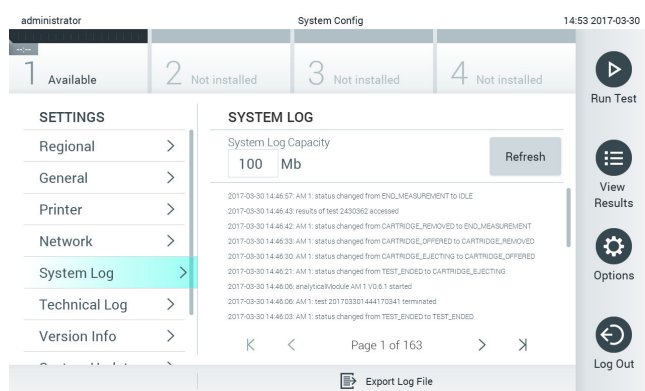 administrator System Config 14:53 2017-03-30
--:--
1 Available 2 Not installed 3 Not installed 4 Not installed
Run Test
SETTINGS
Regional
General
Printer
Network
System Log
Technical Log
Version Info
SYSTEM LOG
System Log Capacity
100 Mb
Refresh
2017-03-30 14:46:57: AM 1: status changed from END_MEASUREMENT to IDLE
2017-03-30 14:46:43: results of test 2430362 accessed
2017-03-30 14:46:42: AM 1: status changed from CARTRIDGE_REMOVED to END_MEASUREMENT
2017-03-30 14:46:33: AM 1: status changed from CARTRIDGE_OFFERED to CARTRIDGE_REMOVED
2017-03-30 14:46:30: AM 1: status changed from CARTRIDGE_EJECTING to CARTRIDGE_OFFERED
2017-03-30 14:46:21: AM 1: status changed from TEST_ENDED to CARTRIDGE_EJECTING
2017-03-30 14:46:06: analyticalModule AM 1 V0.6.1 started
2017-03-30 14:46:06: AM 1: test 201703301444170341 terminated
2017-03-30 14:46:03: AM 1: status changed from TEST_ENDED to TEST_ENDED
Page 1 of 163
View Results
Options
Log Out
Export Log File